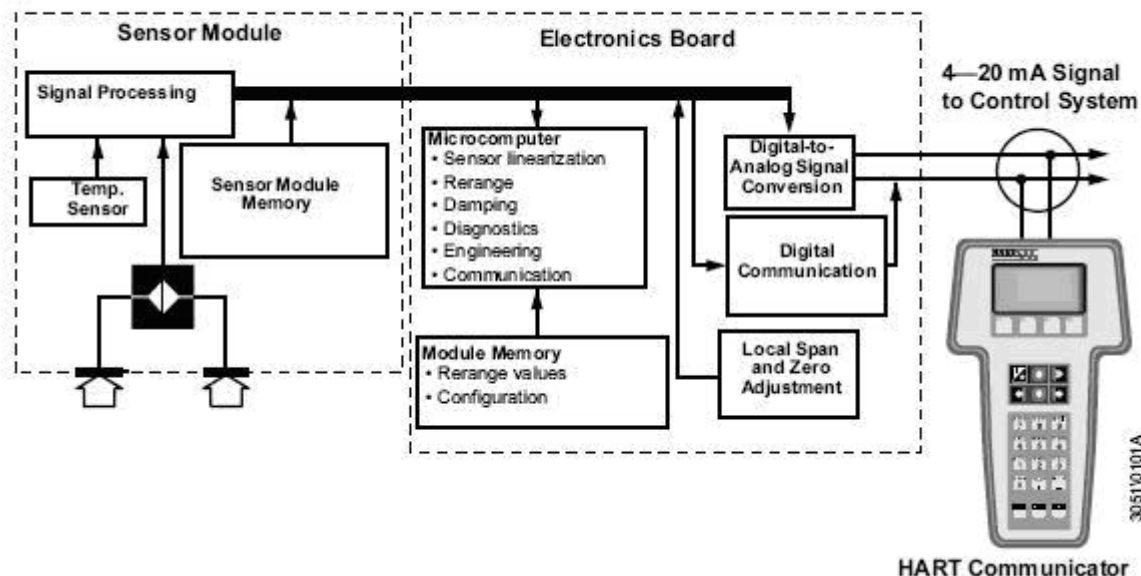 Sensor Module
Signal Processing
Temp.
Sensor
Sensor Module
Memory
Electronics Board
Microcomputer
• Sensor linearization
• Rerange
• Damping
• Diagnostics
• Engineering
• Communication
Module Memory
• Rerange values
• Configuration
Digital-to-
Analog Signal
Conversion
Digital
Communication
Local Span
and Zero
Adjustment
4—20 mA Signal
to Control System
HART Communicator